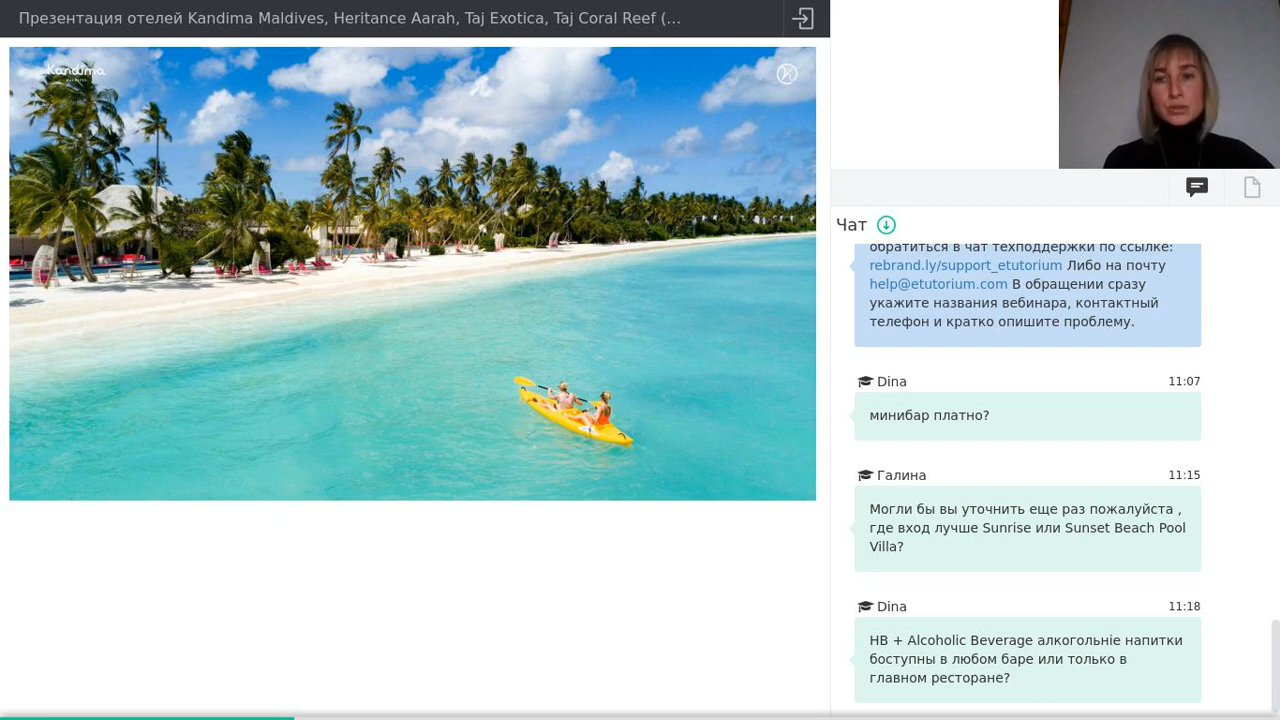 Презентация отелей Kandima Maldives, Heritance Aarah, Taj Exotica, Taj Coral Reef (...
kandima
Чат
обратиться в чат техподдержки по ссылке:
rebrand.ly/support_etutorium Либо на почту
help@etutorium.com В обращении сразу
укажите названия вебинара, контактный
телефон и кратко опишите проблему.
Dina 11:07
минибар платно?
Галина 11:15
Могли бы вы уточнить еще раз пожалуйста ,
где вход лучше Sunrise или Sunset Beach Pool
Villa?
Dina 11:18
HB + Alcoholic Beverage алкогольніе напитки
боступны в любом баре или только в
главном ресторане?